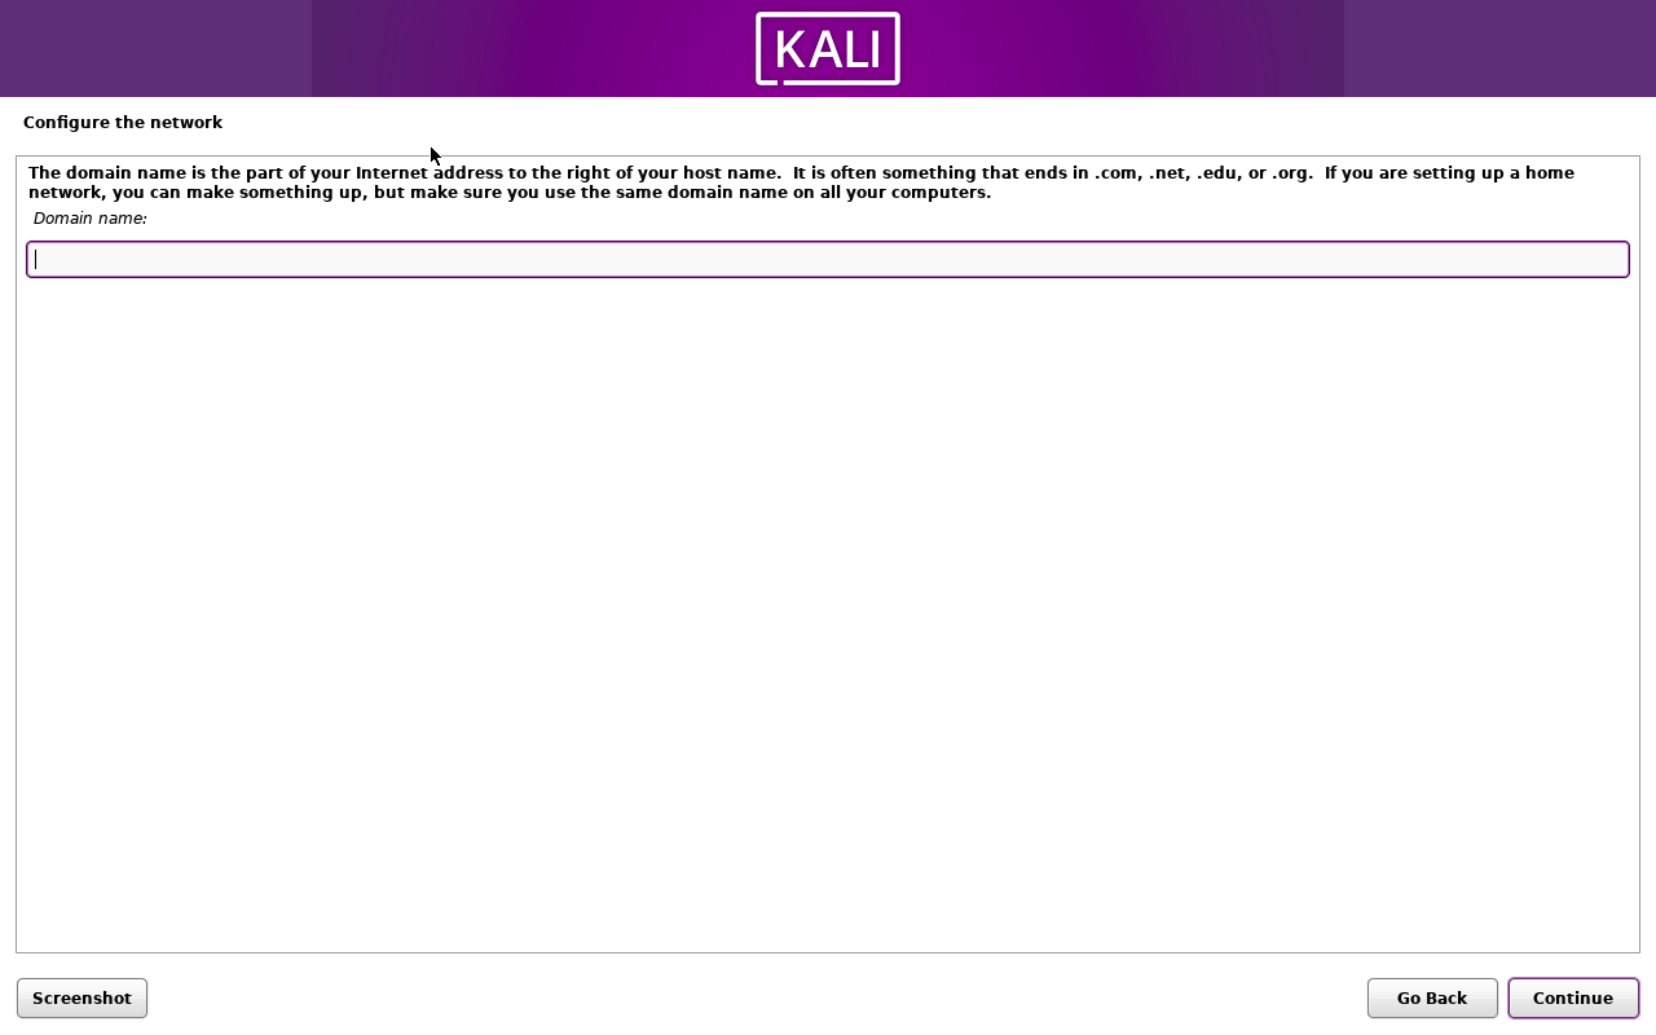 KALI
Configure the network
The domain name is the part of your Internet address to the right of your host name.  It is often something that ends in .com, .net, .edu, or .org.  If you are setting up a home
network, you can make something up, but make sure you use the same domain name on all your computers.
Domain name:
Screenshot
Go Back
Continue